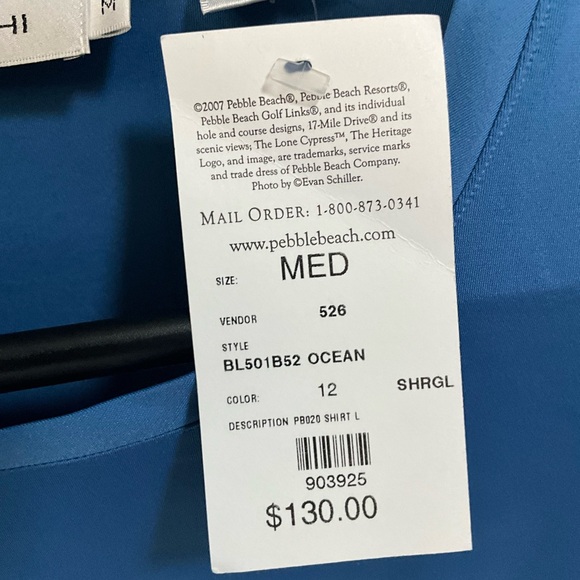 M
©2007 Pebble Beach®, Pebble Beach Resorts®,
Pebble Beach Golf Links®, and its individual
hole and course designs, 17-Mile Drive® and its
scenic views; The Lone Cypress™, The Heritage
Logo, and image, are trademarks, service marks
and trade dress of Pebble Beach Company.
Photo by ©Evan Schiller.
MAIL ORDER: 1-800-873-0341
www.pebblebeach.com
SIZE: MED
VENDOR 526
STYLE
BL501B52 OCEAN
COLOR: 12 SHRGL
DESCRIPTION PB020 SHIRT L
903925
$130.00